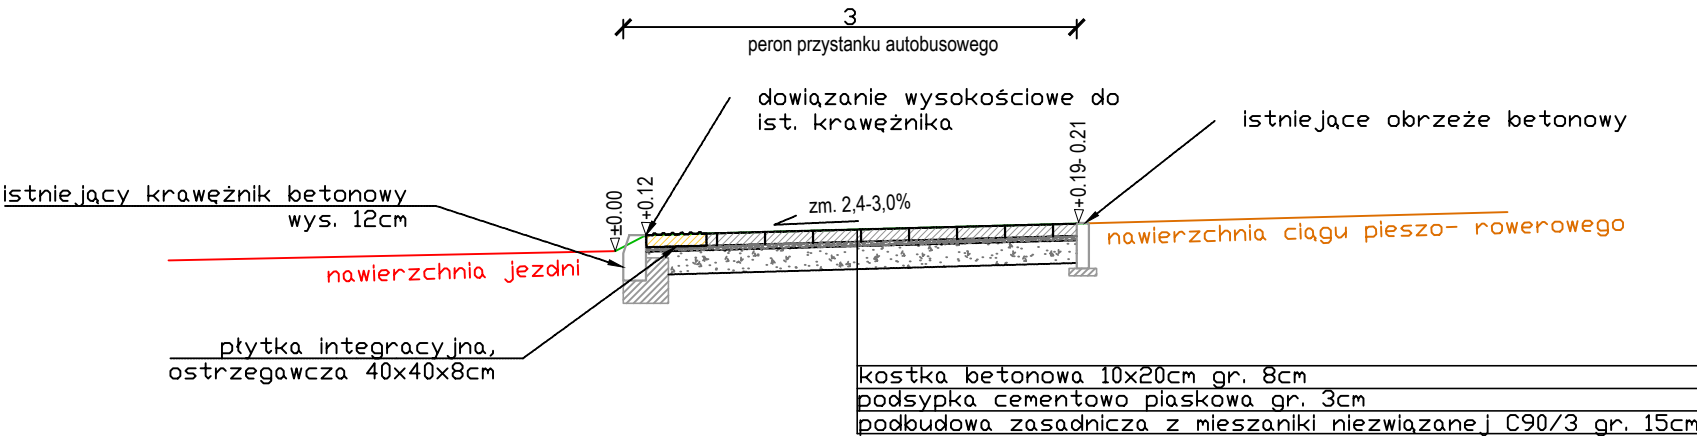 3
peron przystanku autobusowego
dowiązanie wysokościowe do
ist. krawężnika
istniejące obrzeże betonowy
istniejący krawężnik betonowy
wys. 12cm
±0.00
+0.12
zm. 2,4-3,0%
+0.19- 0.21
nawierzchnia jezdni
nawierzchnia ciągu pieszo- rowerowego
płytka integracyjna,
ostrzegawcza 40x40x8cm
kostka betonowa 10x20cm gr. 8cm
podsypka cementowo piaskowa gr. 3cm
podbudowa zasadnicza z mieszaniki niezwiązanej C90/3 gr. 15cm